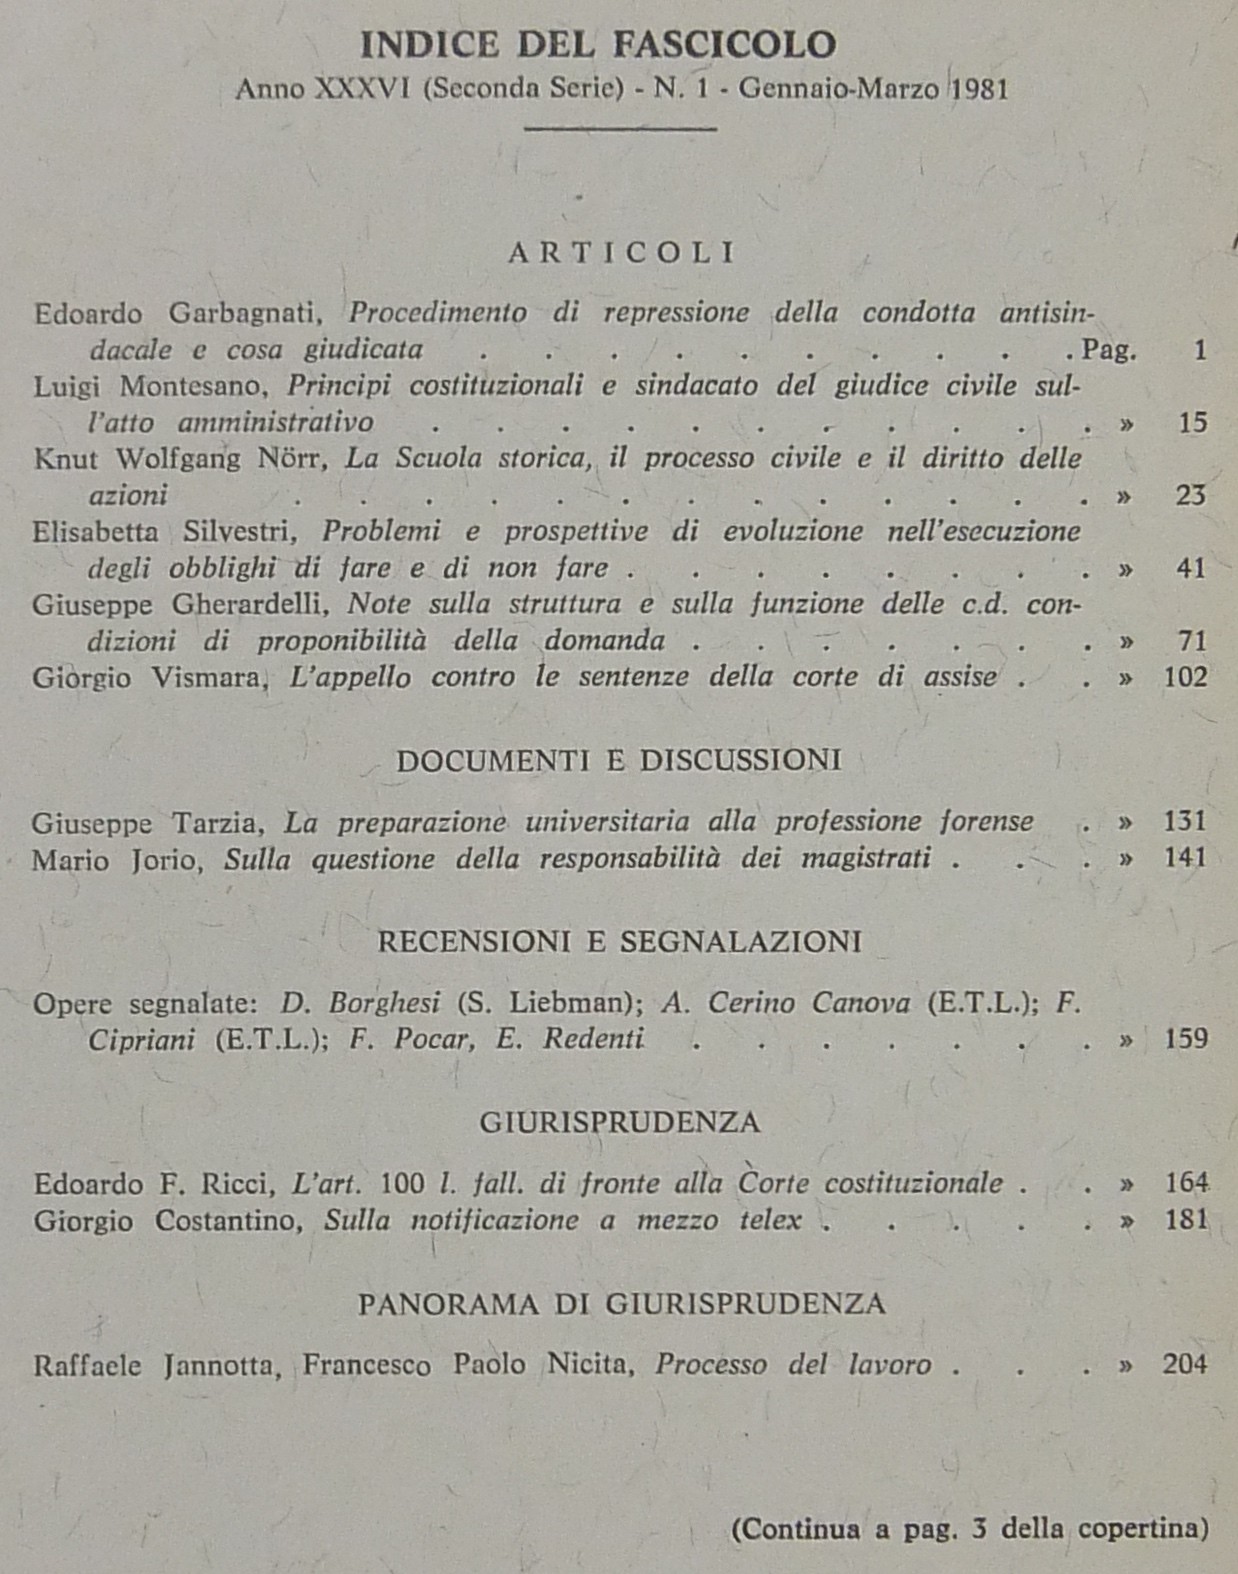 INDICE DEL FASCICOLO
Anno XXXVI (Seconda Serie) - N. 1 - Gennaio-Marzo 1981
ARTICOLI
Edoardo Garbagnati, Procedimento di repressione della condotta antisin-
dacale e cosa giudicata . . . . . . . . . . Pag. 1
Luigi Montesano, Principi costituzionali e sindacato del giudice civile sul-
l'atto amministrativo . . . . . . . . . . . » 15
Knut Wolfgang Nörr, La Scuola storica, il processo civile e il diritto delle
azioni . . . . . . . . . . . . . » 23
Elisabetta Silvestri, Problemi e prospettive di evoluzione nell'esecuzione
degli obblighi di fare e di non fare . . . . . . . . » 41
Giuseppe Gherardelli, Note sulla struttura e sulla funzione delle c.d. con-
dizioni di proponibilità della domanda . . . . . . . » 71
Giorgio Vismara, L'appello contro le sentenze della corte di assise . . » 102
DOCUMENTI E DISCUSSIONI
Giuseppe Tarzia, La preparazione universitaria alla professione forense . » 131
Mario Jorio, Sulla questione della responsabilità dei magistrati . . . » 141
RECENSIONI E SEGNALAZIONI
Opere segnalate: D. Borghesi (S. Liebman); A. Cerino Canova (E.T.L.); F.
Cipriani (E.T.L.); F. Pocar, E. Redenti . . . . . . . » 159
GIURISPRUDENZA
Edoardo F. Ricci, L'art. 100 l. fall. di fronte alla Corte costituzionale . . » 164
Giorgio Costantino, Sulla notificazione a mezzo telex . . . . . » 181
PANORAMA DI GIURISPRUDENZA
Raffaele Jannotta, Francesco Paolo Nicita, Processo del lavoro . . . » 204
(Continua a pag. 3 della copertina)